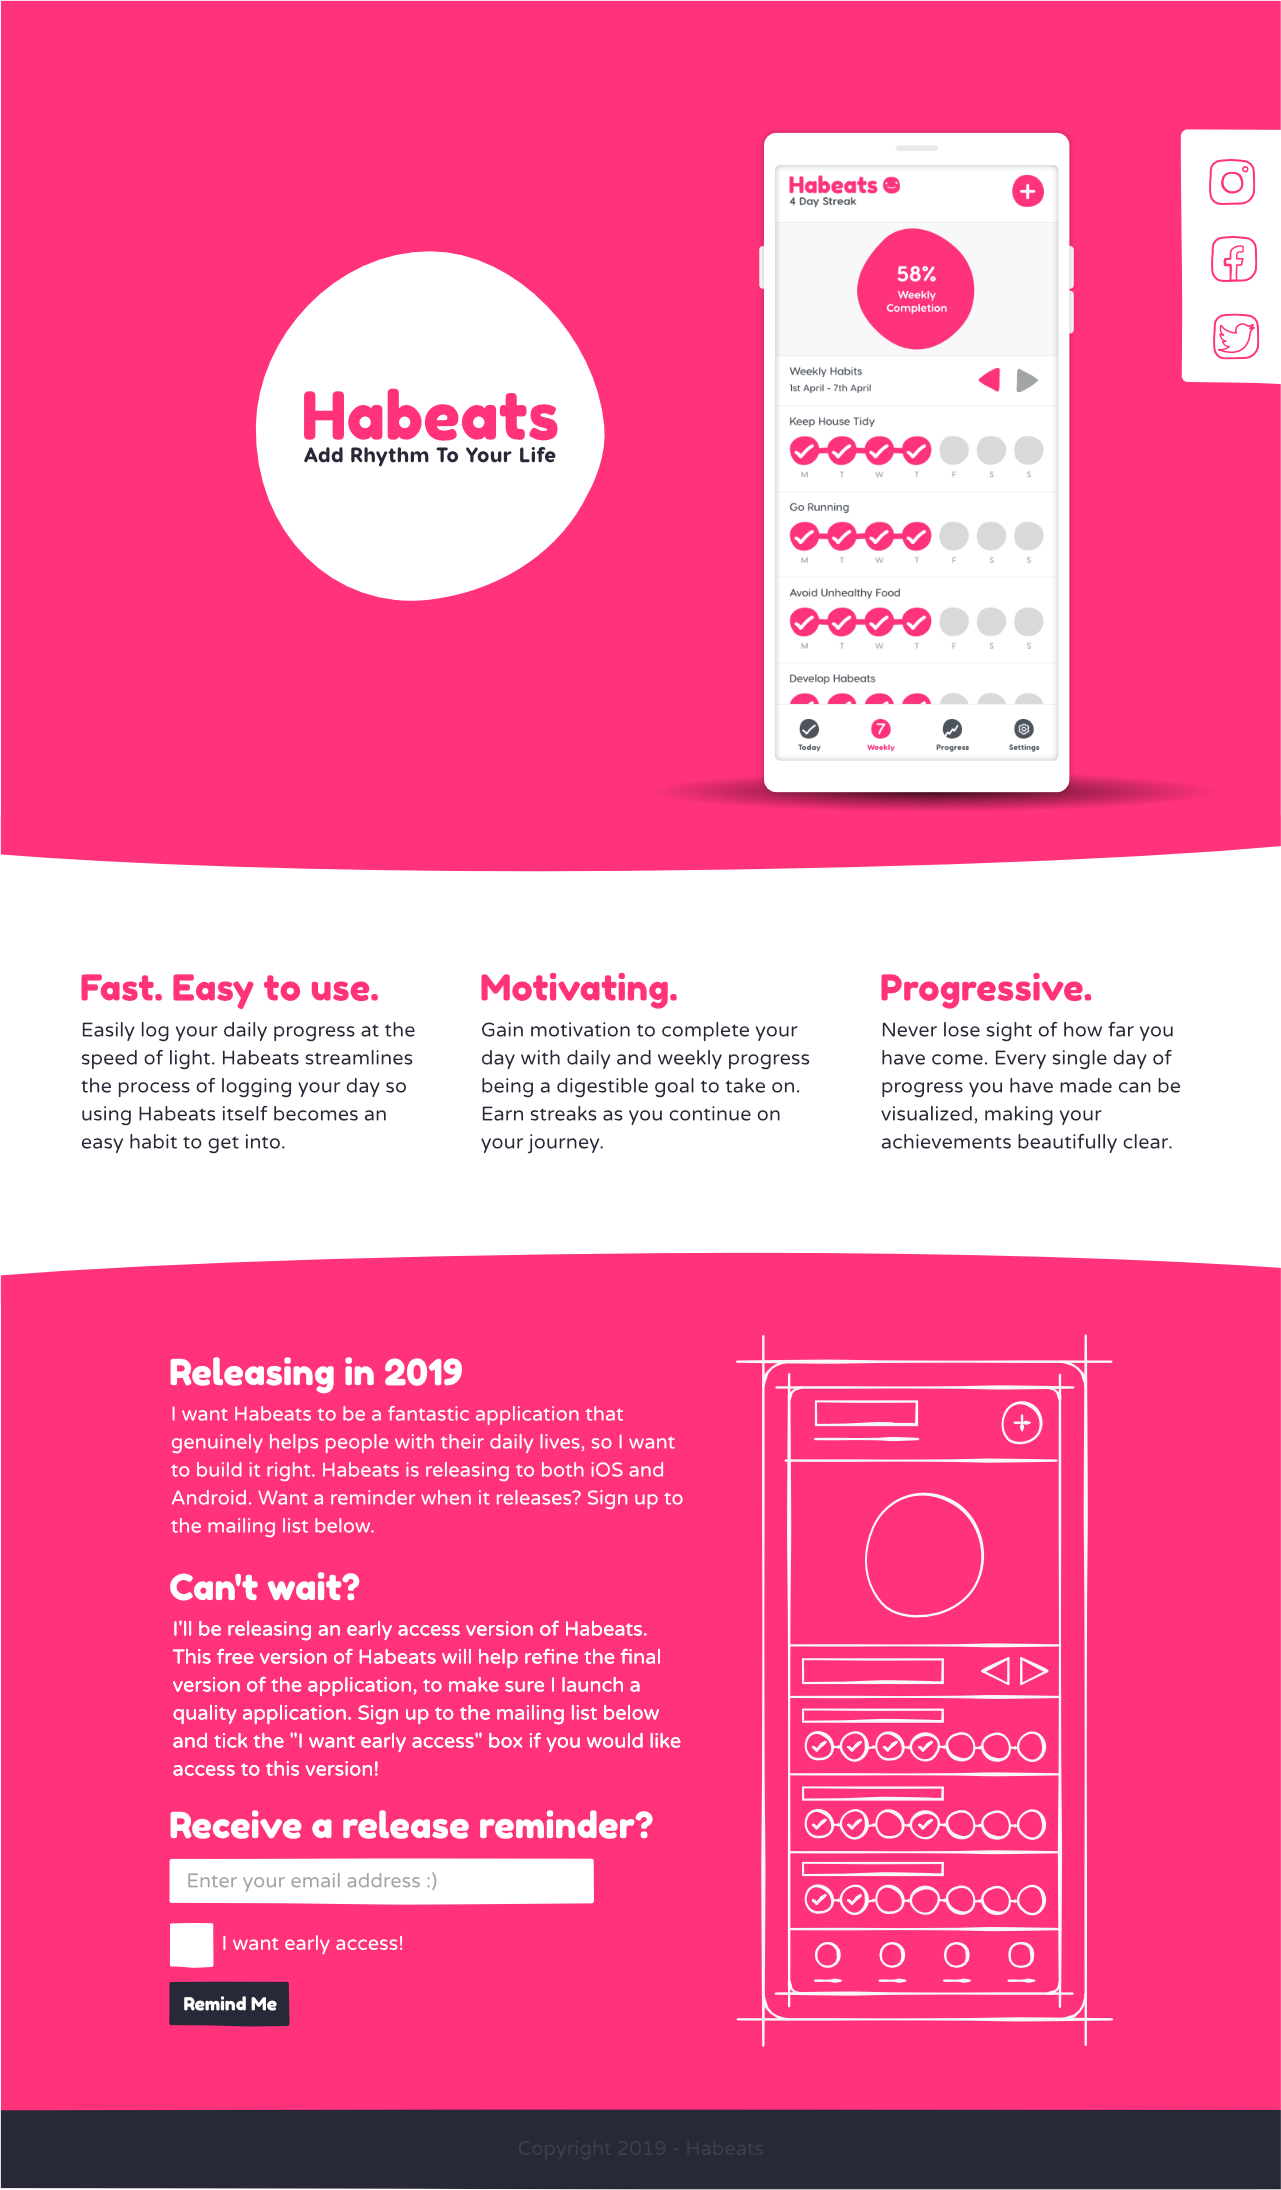 Habeats
Add Rhythm To Your Life
Habeats
4 Day Streak
58%
Weekly
Completion
Weekly Habits
1st April - 7th April
Keep House Tidy
M T W T F S S
Go Running
M T W T F S S
Avoid Unhealthy Food
M T W T F S S
Develop Habeats
7
Today Weekly Progress Settings
Fast. Easy to use.
Easily log your daily progress at the
speed of light. Habeats streamlines
the process of logging your day so
using Habeats itself becomes an
easy habit to get into.
Motivating.
Gain motivation to complete your
day with daily and weekly progress
being a digestible goal to take on.
Earn streaks as you continue on
your journey.
Progressive.
Never lose sight of how far you
have come. Every single day of
progress you have made can be
visualized, making your
achievements beautifully clear.
Releasing in 2019
I want Habeats to be a fantastic application that
genuinely helps people with their daily lives, so I want
to build it right. Habeats is releasing to both iOS and
Android. Want a reminder when it releases? Sign up to
the mailing list below.
Can't wait?
I'll be releasing an early access version of Habeats.
This free version of Habeats will help refine the final
version of the application, to make sure I launch a
quality application. Sign up to the mailing list below
and tick the "I want early access" box if you would like
access to this version!
Receive a release reminder?
Enter your email address :)
I want early access!
Remind Me
Copyright 2019 - Habeats